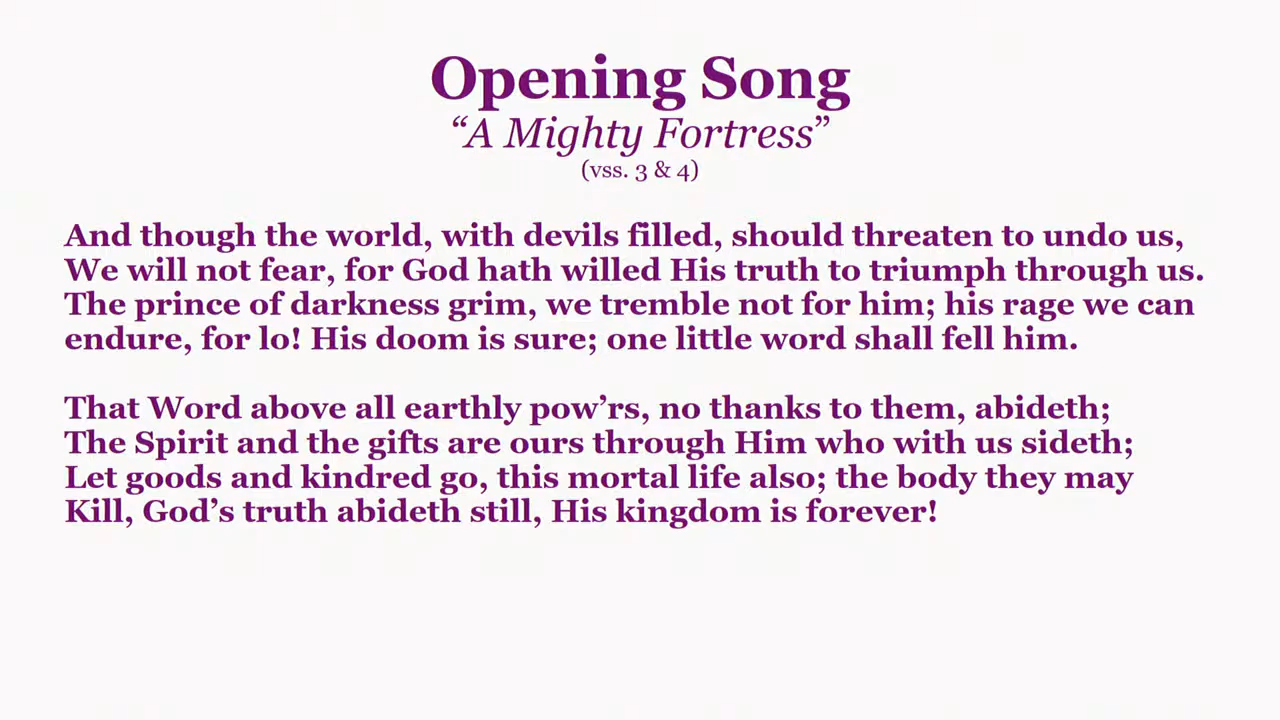 Opening Song
“A Mighty Fortress”
(vss. 3 & 4)
And though the world, with devils filled, should threaten to undo us,
We will not fear, for God hath willed His truth to triumph through us.
The prince of darkness grim, we tremble not for him; his rage we can
endure, for lo! His doom is sure; one little word shall fell him.
That Word above all earthly pow’rs, no thanks to them, abideth;
The Spirit and the gifts are ours through Him who with us sideth;
Let goods and kindred go, this mortal life also; the body they may
Kill, God’s truth abideth still, His kingdom is forever!